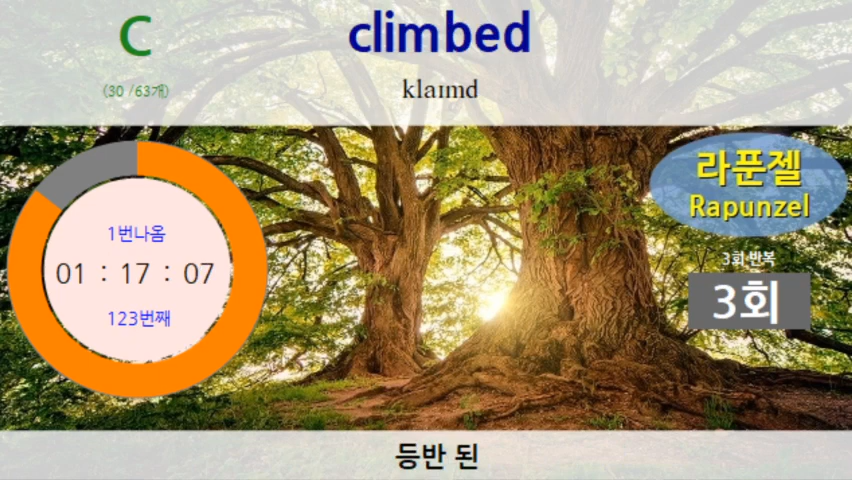 C
climbed
(30 /63개)
klaımd
라푼젤
Rapunzel
1번나옴
01 : 17 : 07
123번째
3회 반복
3회
등반 된